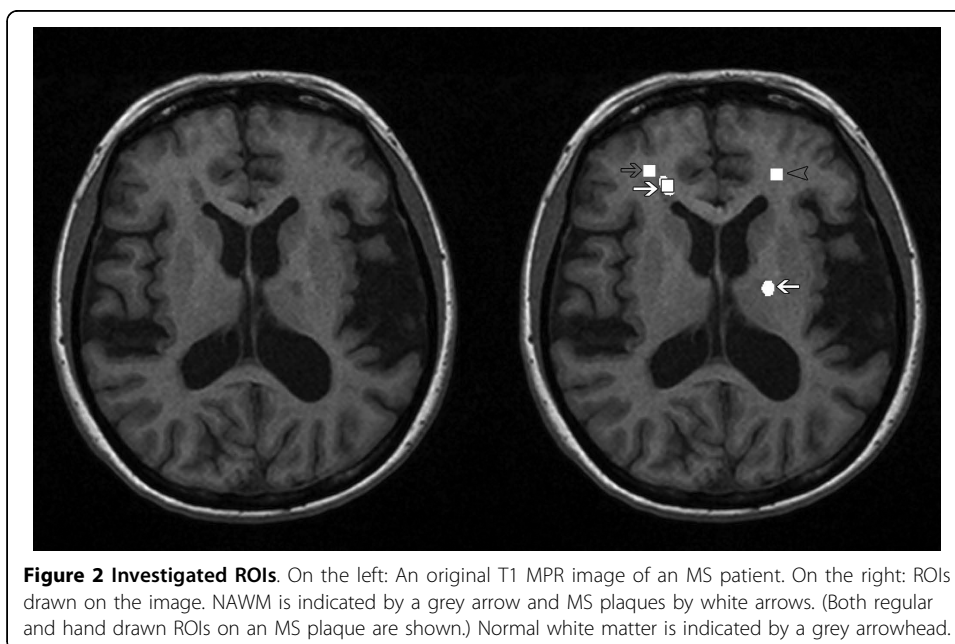 Figure 2 Investigated ROIs. On the left: An original T1 MPR image of an MS patient. On the right: ROIs
drawn on the image. NAWM is indicated by a grey arrow and MS plaques by white arrows. (Both regular
and hand drawn ROIs on an MS plaque are shown.) Normal white matter is indicated by a grey arrowhead.